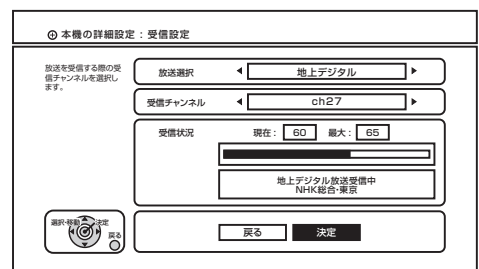 本機の詳細設定 : 受信設定
放送を受信する際の受
信チャンネルを選択し
ます。
放送選択 地上デジタル
受信チャンネル ch27
受信状況 現在 : 60 最大 : 65
地上デジタル放送受信中
NHK総合・東京
選択・移動 決定
戻る
戻る 決定